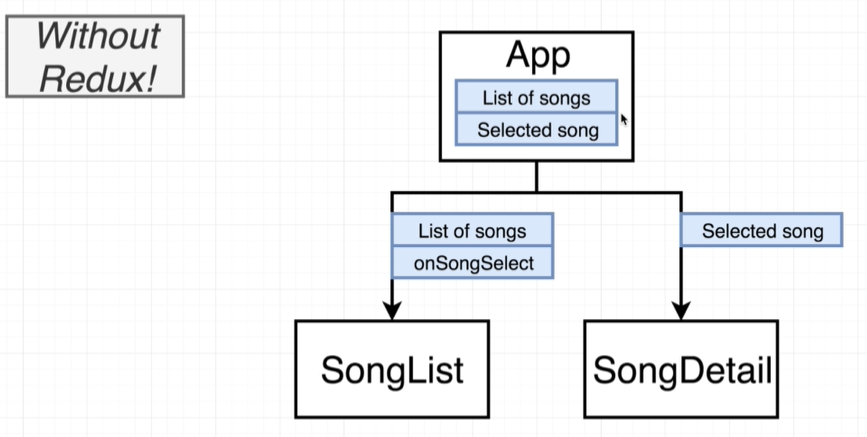 Without
Redux!
App
List of songs
Selected song
List of songs
onSongSelect
Selected song
SongList
SongDetail